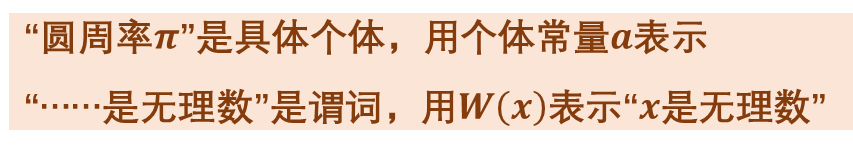 “圆周率π”是具体个体，用个体常量a表示
“……是无理数”是谓词，用W(x)表示“x是无理数”